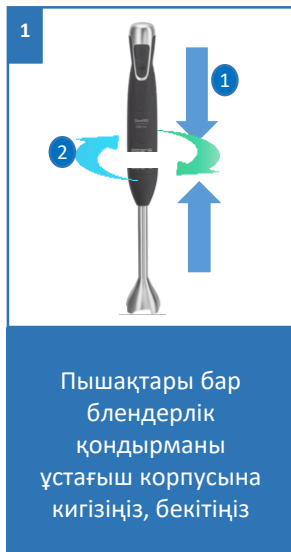 1
1
2
Пышақтары бар
блендерлік
қондырманы
ұстағыш корпусына
кигізіңіз, бекітіңіз